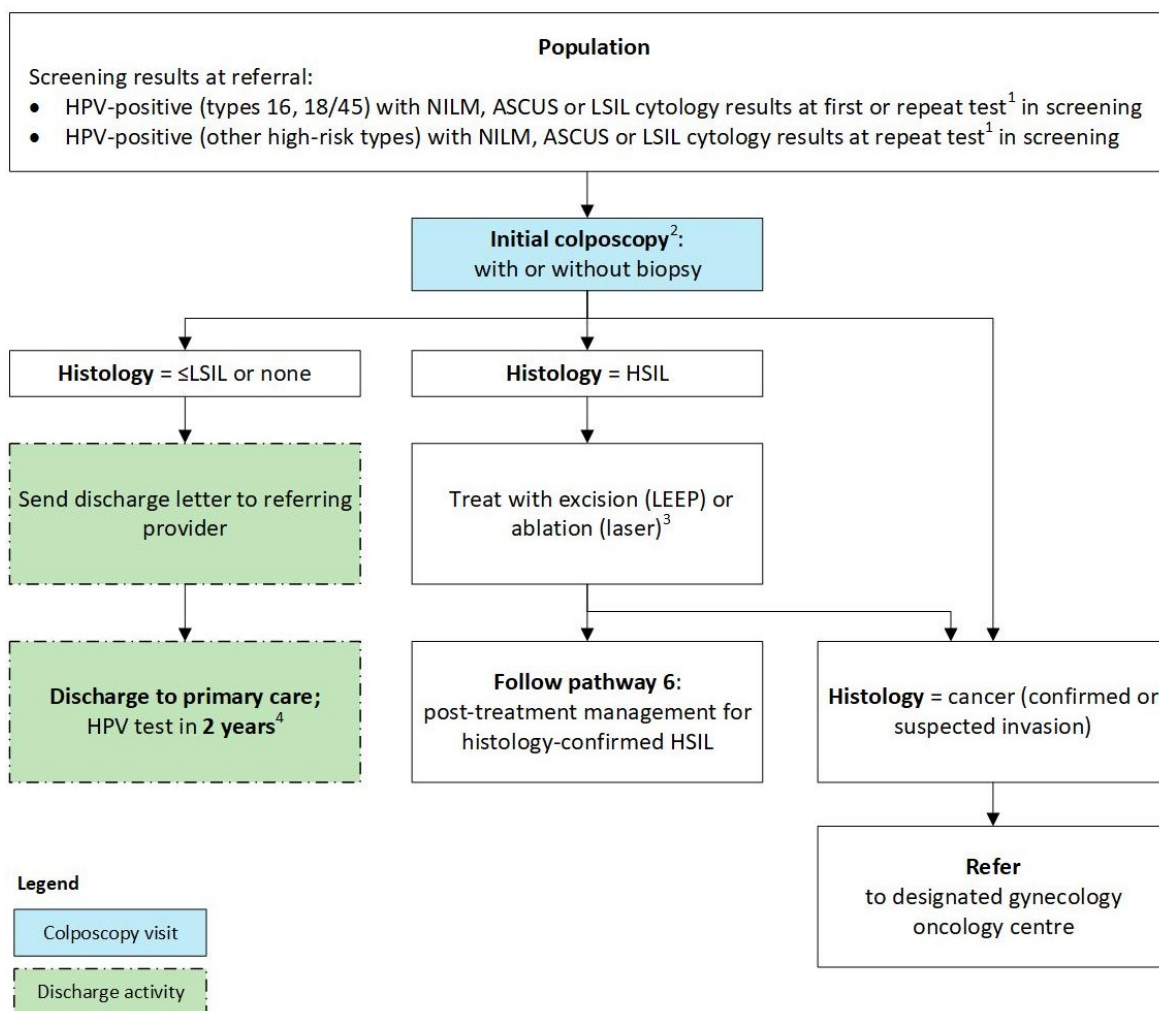 Population
Screening results at referral:
• HPV-positive (types 16, 18/45) with NILM, ASCUS or LSIL cytology results at first or repeat test¹ in screening
• HPV-positive (other high-risk types) with NILM, ASCUS or LSIL cytology results at repeat test¹ in screening
Initial colposcopy²:
with or without biopsy
Histology = ≤LSIL or none
Histology = HSIL
Send discharge letter to referring
provider
Treat with excision (LEEP) or
ablation (laser)³
Discharge to primary care;
HPV test in 2 years⁴
Follow pathway 6:
post-treatment management for
histology-confirmed HSIL
Histology = cancer (confirmed or
suspected invasion)
Refer
to designated gynecology
oncology centre
Legend
Colposcopy visit
Discharge activity